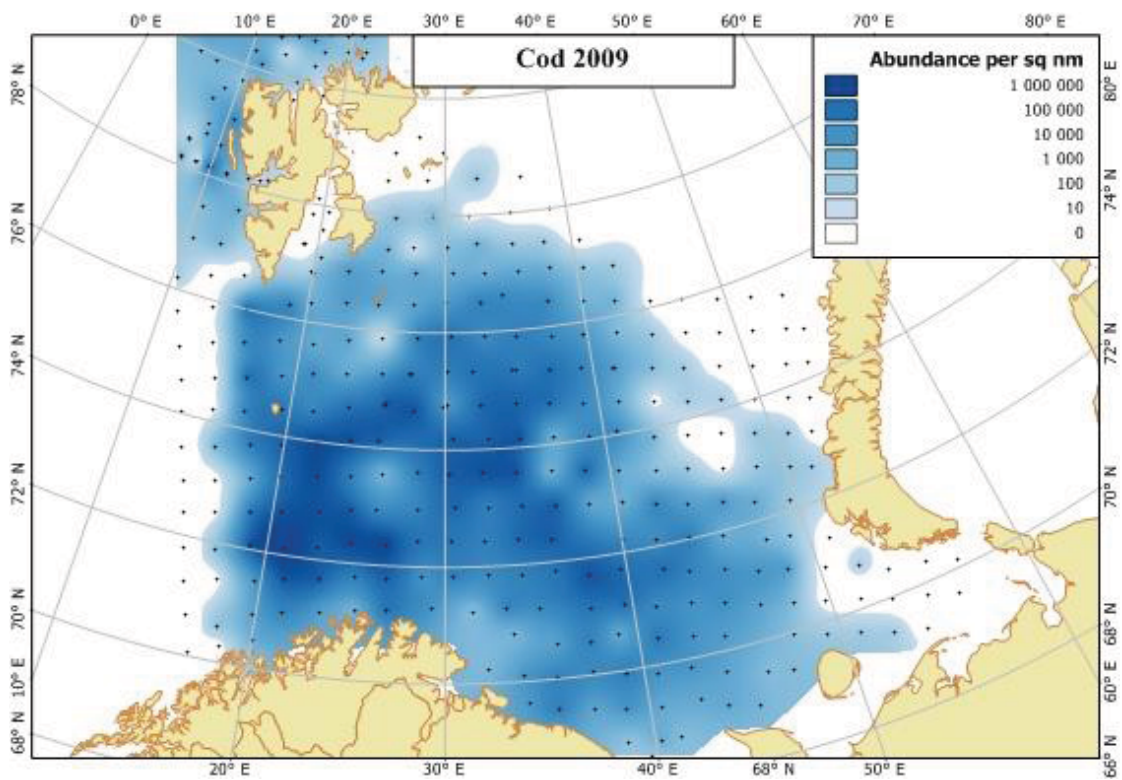 0° E 10° E 20° E 30° E 40° E 50° E 60° E 70° E 80° E
Cod 2009
Abundance per sq nm
1 000 000
100 000
10 000
1 000
100
10
0
78° N
76° N
74° N
72° N
70° N
10° E
68° N
80° E
74° N
72° N
70° N
68° N
60° E
66° N
20° E 30° E 40° E 68° N 50° E